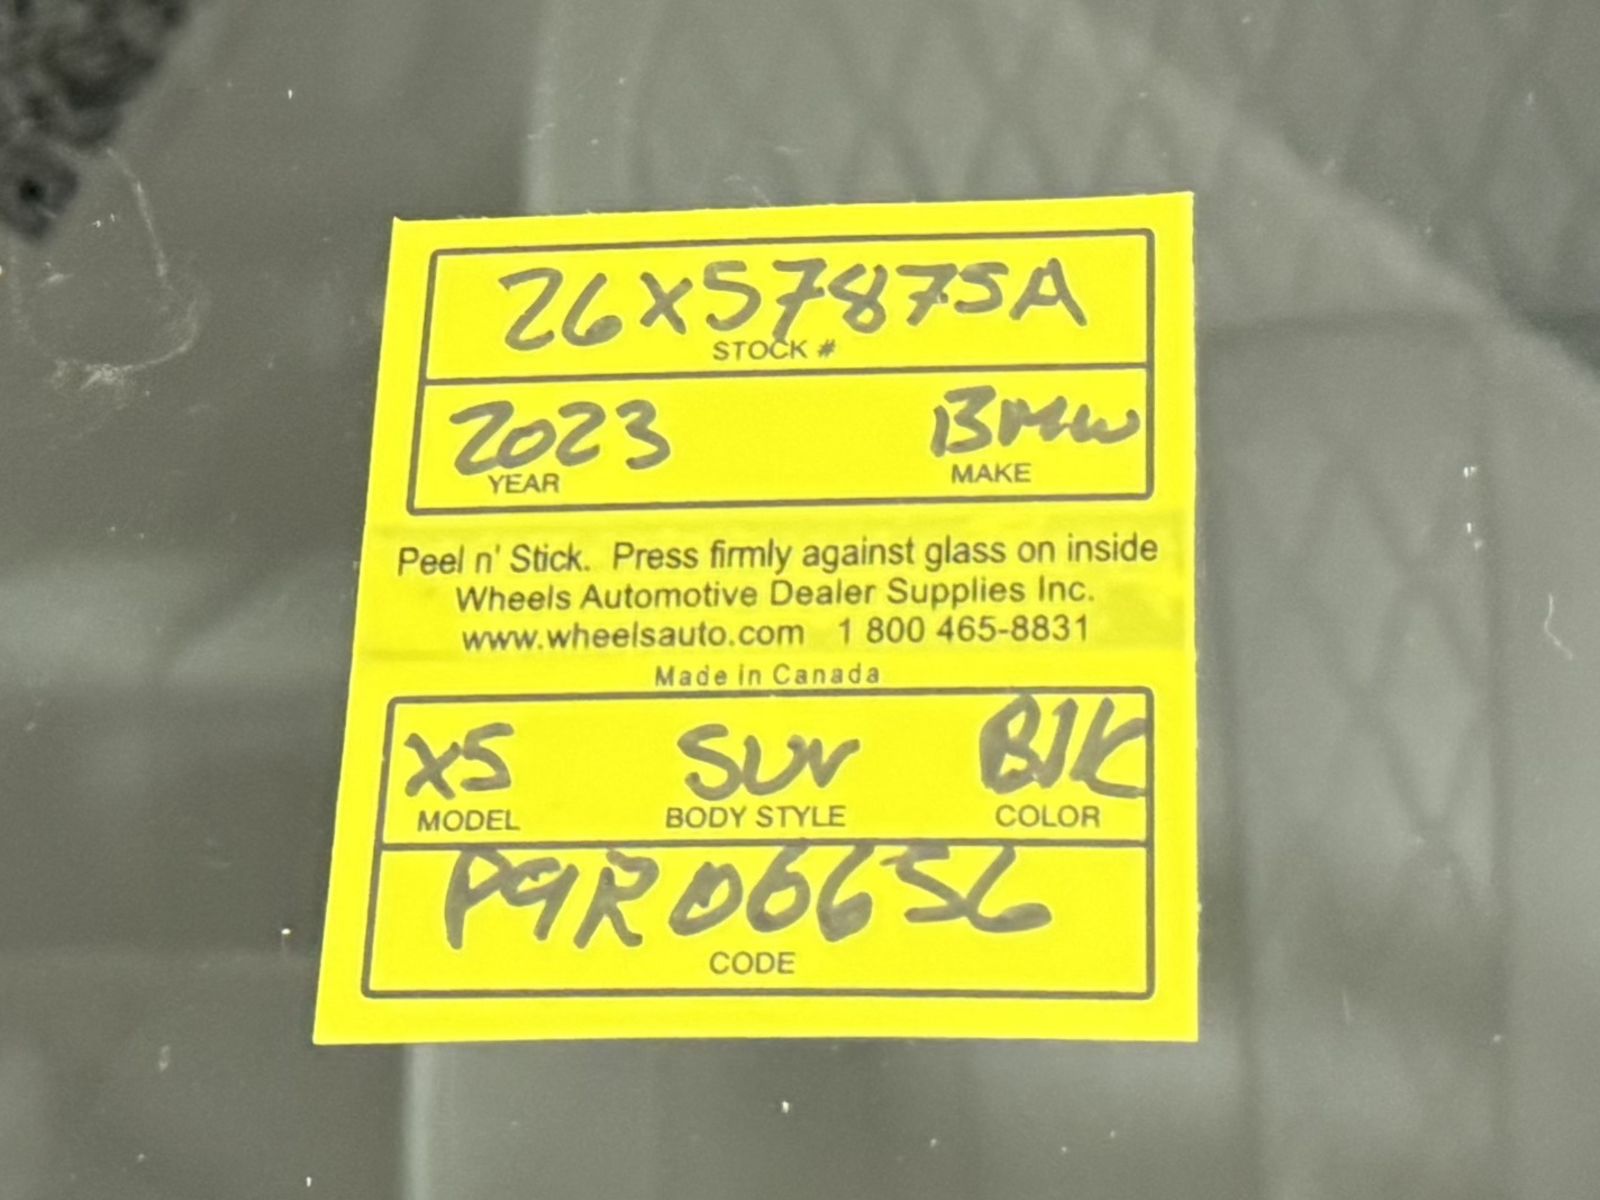 26X57875A
STOCK #
2023 BMW
YEAR MAKE
Peel n' Stick. Press firmly against glass on inside
Wheels Automotive Dealer Supplies Inc.
www.wheelsauto.com 1 800 465-8831
Made in Canada
X5 SUV Blk
MODEL BODY STYLE COLOR
P9R06656
CODE